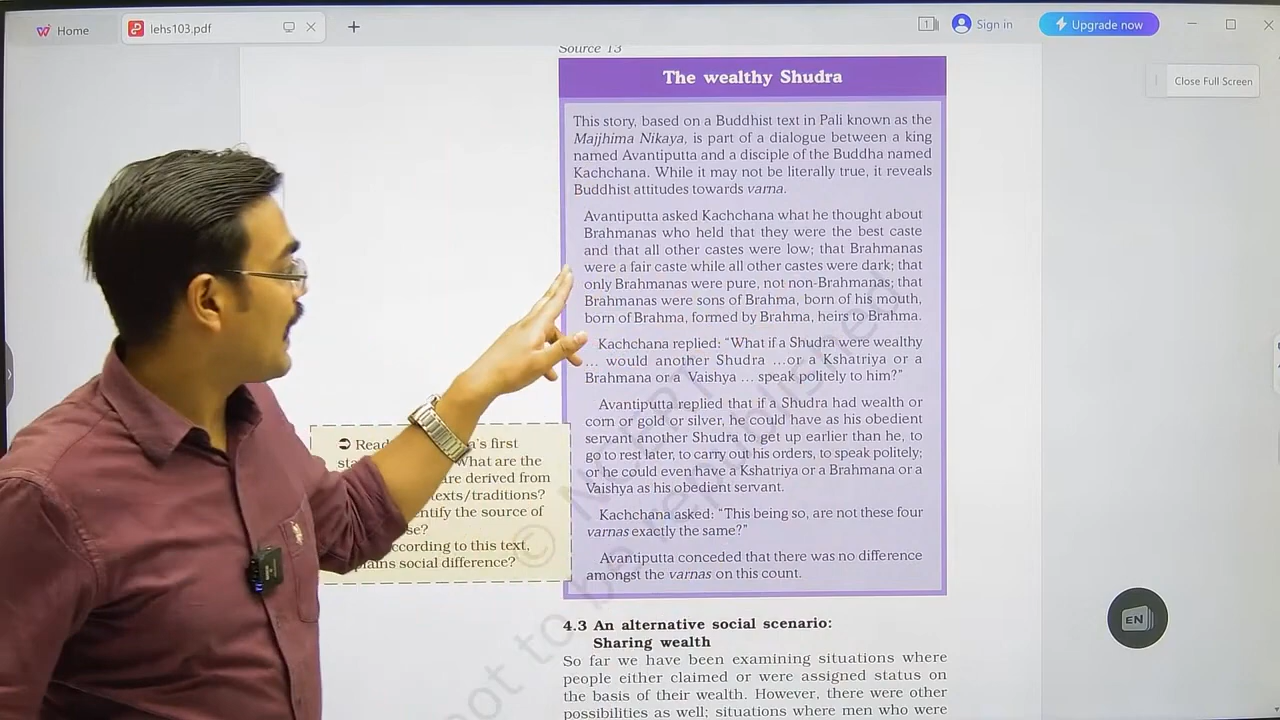 Home
lehs103.pdf
1
Sign in
Upgrade now
Close Full Screen
Source 13
The wealthy Shudra
This story, based on a Buddhist text in Pali known as the
Majjhima Nikaya, is part of a dialogue between a king
named Avantiputta and a disciple of the Buddha named
Kachchana. While it may not be literally true, it reveals
Buddhist attitudes towards varna.
Avantiputta asked Kachchana what he thought about
Brahmanas who held that they were the best caste
and that all other castes were low; that Brahmanas
were a fair caste while all other castes were dark; that
only Brahmanas were pure, not non-Brahmanas; that
Brahmanas were sons of Brahma, born of his mouth,
born of Brahma, formed by Brahma, heirs to Brahma.
Kachchana replied: “What if a Shudra were wealthy
… would another Shudra …or a Kshatriya or a
Brahmana or a Vaishya … speak politely to him?”
Avantiputta replied that if a Shudra had wealth or
corn or gold or silver, he could have as his obedient
servant another Shudra to get up earlier than he, to
go to rest later, to carry out his orders, to speak politely;
or he could even have a Kshatriya or a Brahmana or a
Vaishya as his obedient servant.
Kachchana asked: “This being so, are not these four
varnas exactly the same?”
Avantiputta conceded that there was no difference
amongst the varnas on this count.
➲ Read a's first
What are the
are derived from
texts/traditions?
entify the source of
se?
ccording to this text,
plains social difference?
4.3 An alternative social scenario:
Sharing wealth
So far we have been examining situations where
people either claimed or were assigned status on
the basis of their wealth. However, there were other
possibilities as well; situations where men who were
© NCERT
not to be republished
EN